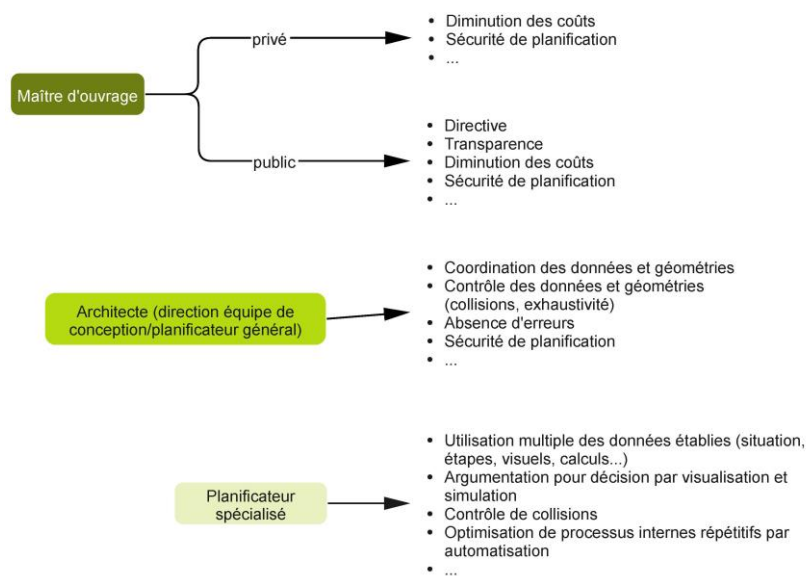 Maître d'ouvrage
privé
• Diminution des coûts
• Sécurité de planification
• ...
public
• Directive
• Transparence
• Diminution des coûts
• Sécurité de planification
• ...
Architecte (direction équipe de
conception/planificateur général)
• Coordination des données et géométries
• Contrôle des données et géométries
(collisions, exhaustivité)
• Absence d'erreurs
• Sécurité de planification
• ...
Planificateur
spécialisé
• Utilisation multiple des données établies (situation,
étapes, visuels, calculs...)
• Argumentation pour décision par visualisation et
simulation
• Contrôle de collisions
• Optimisation de processus internes répétitifs par
automatisation
• ...